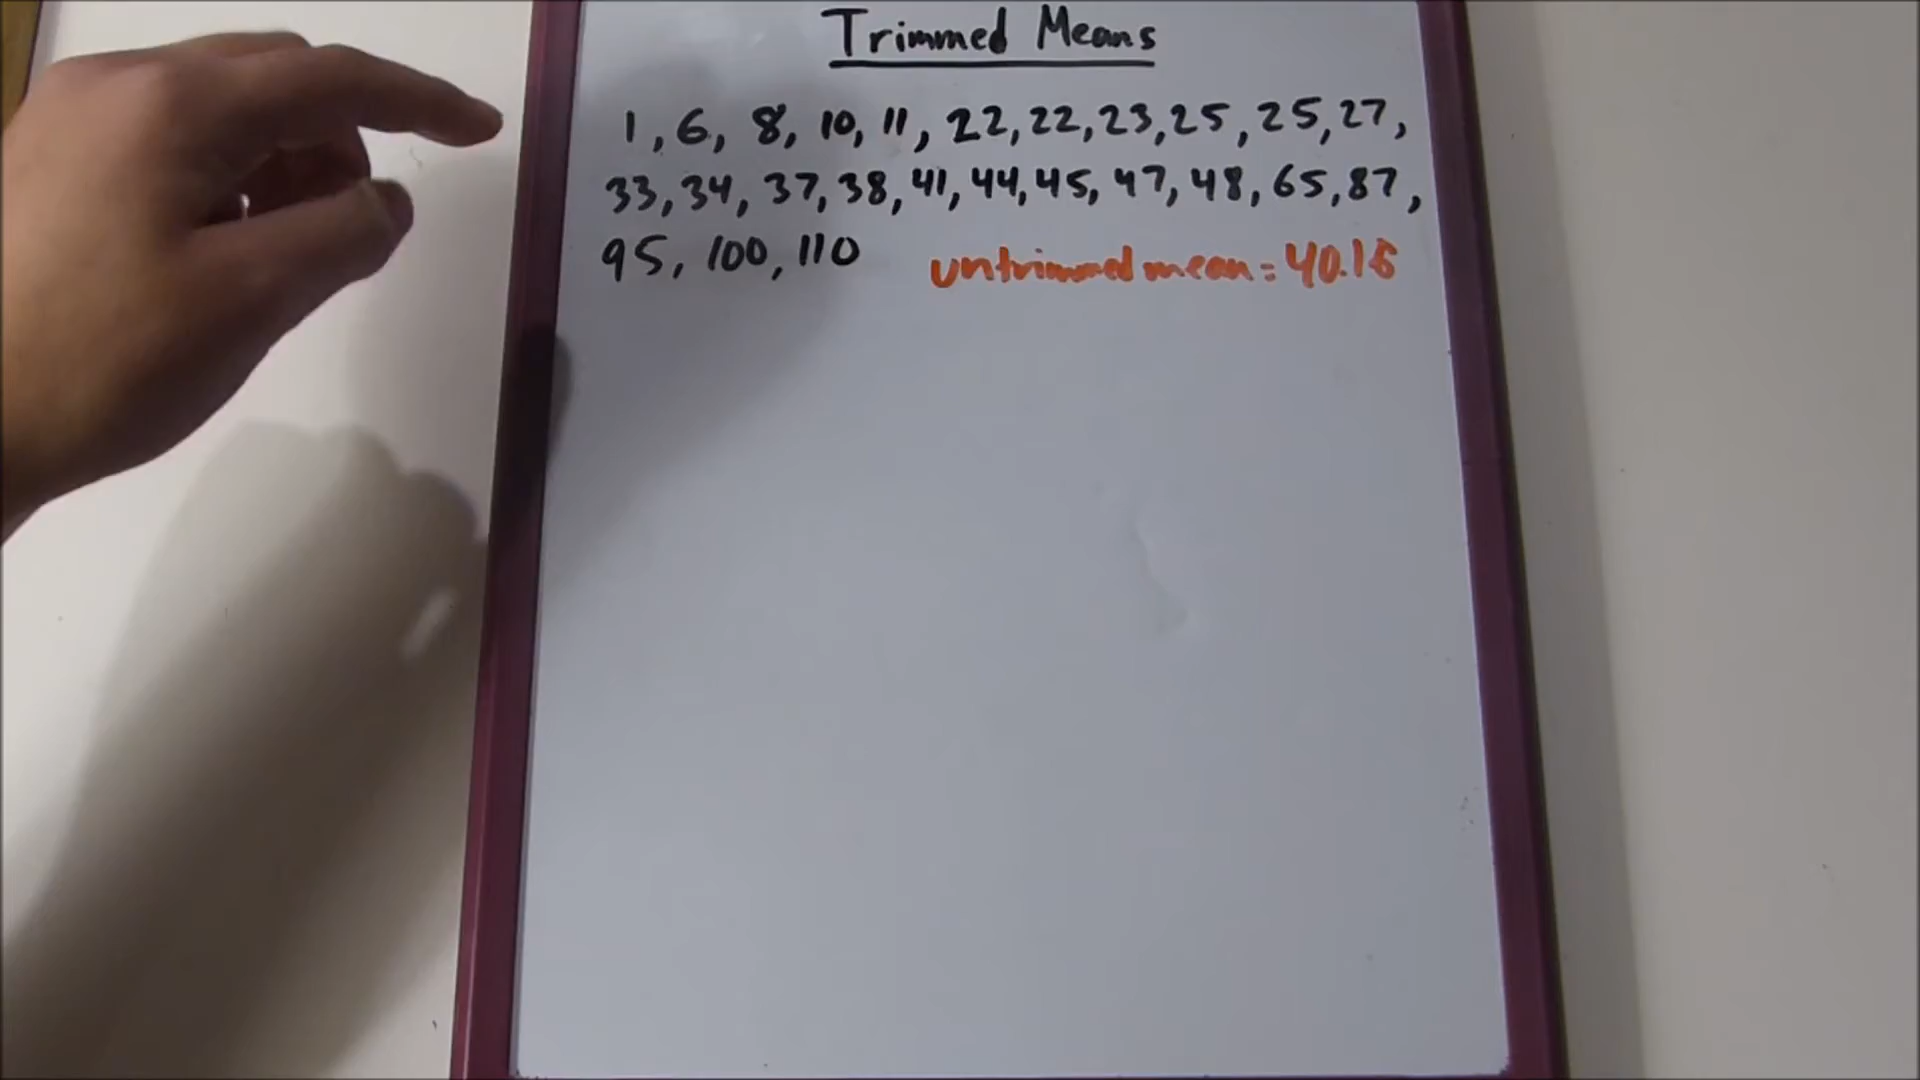 Trimmed Means
1, 6, 8, 10, 11, 22, 22, 23, 25, 25, 27,
33, 34, 37, 38, 41, 44, 45, 47, 48, 65, 87,
95, 100, 110 untrimmed mean = 40.16